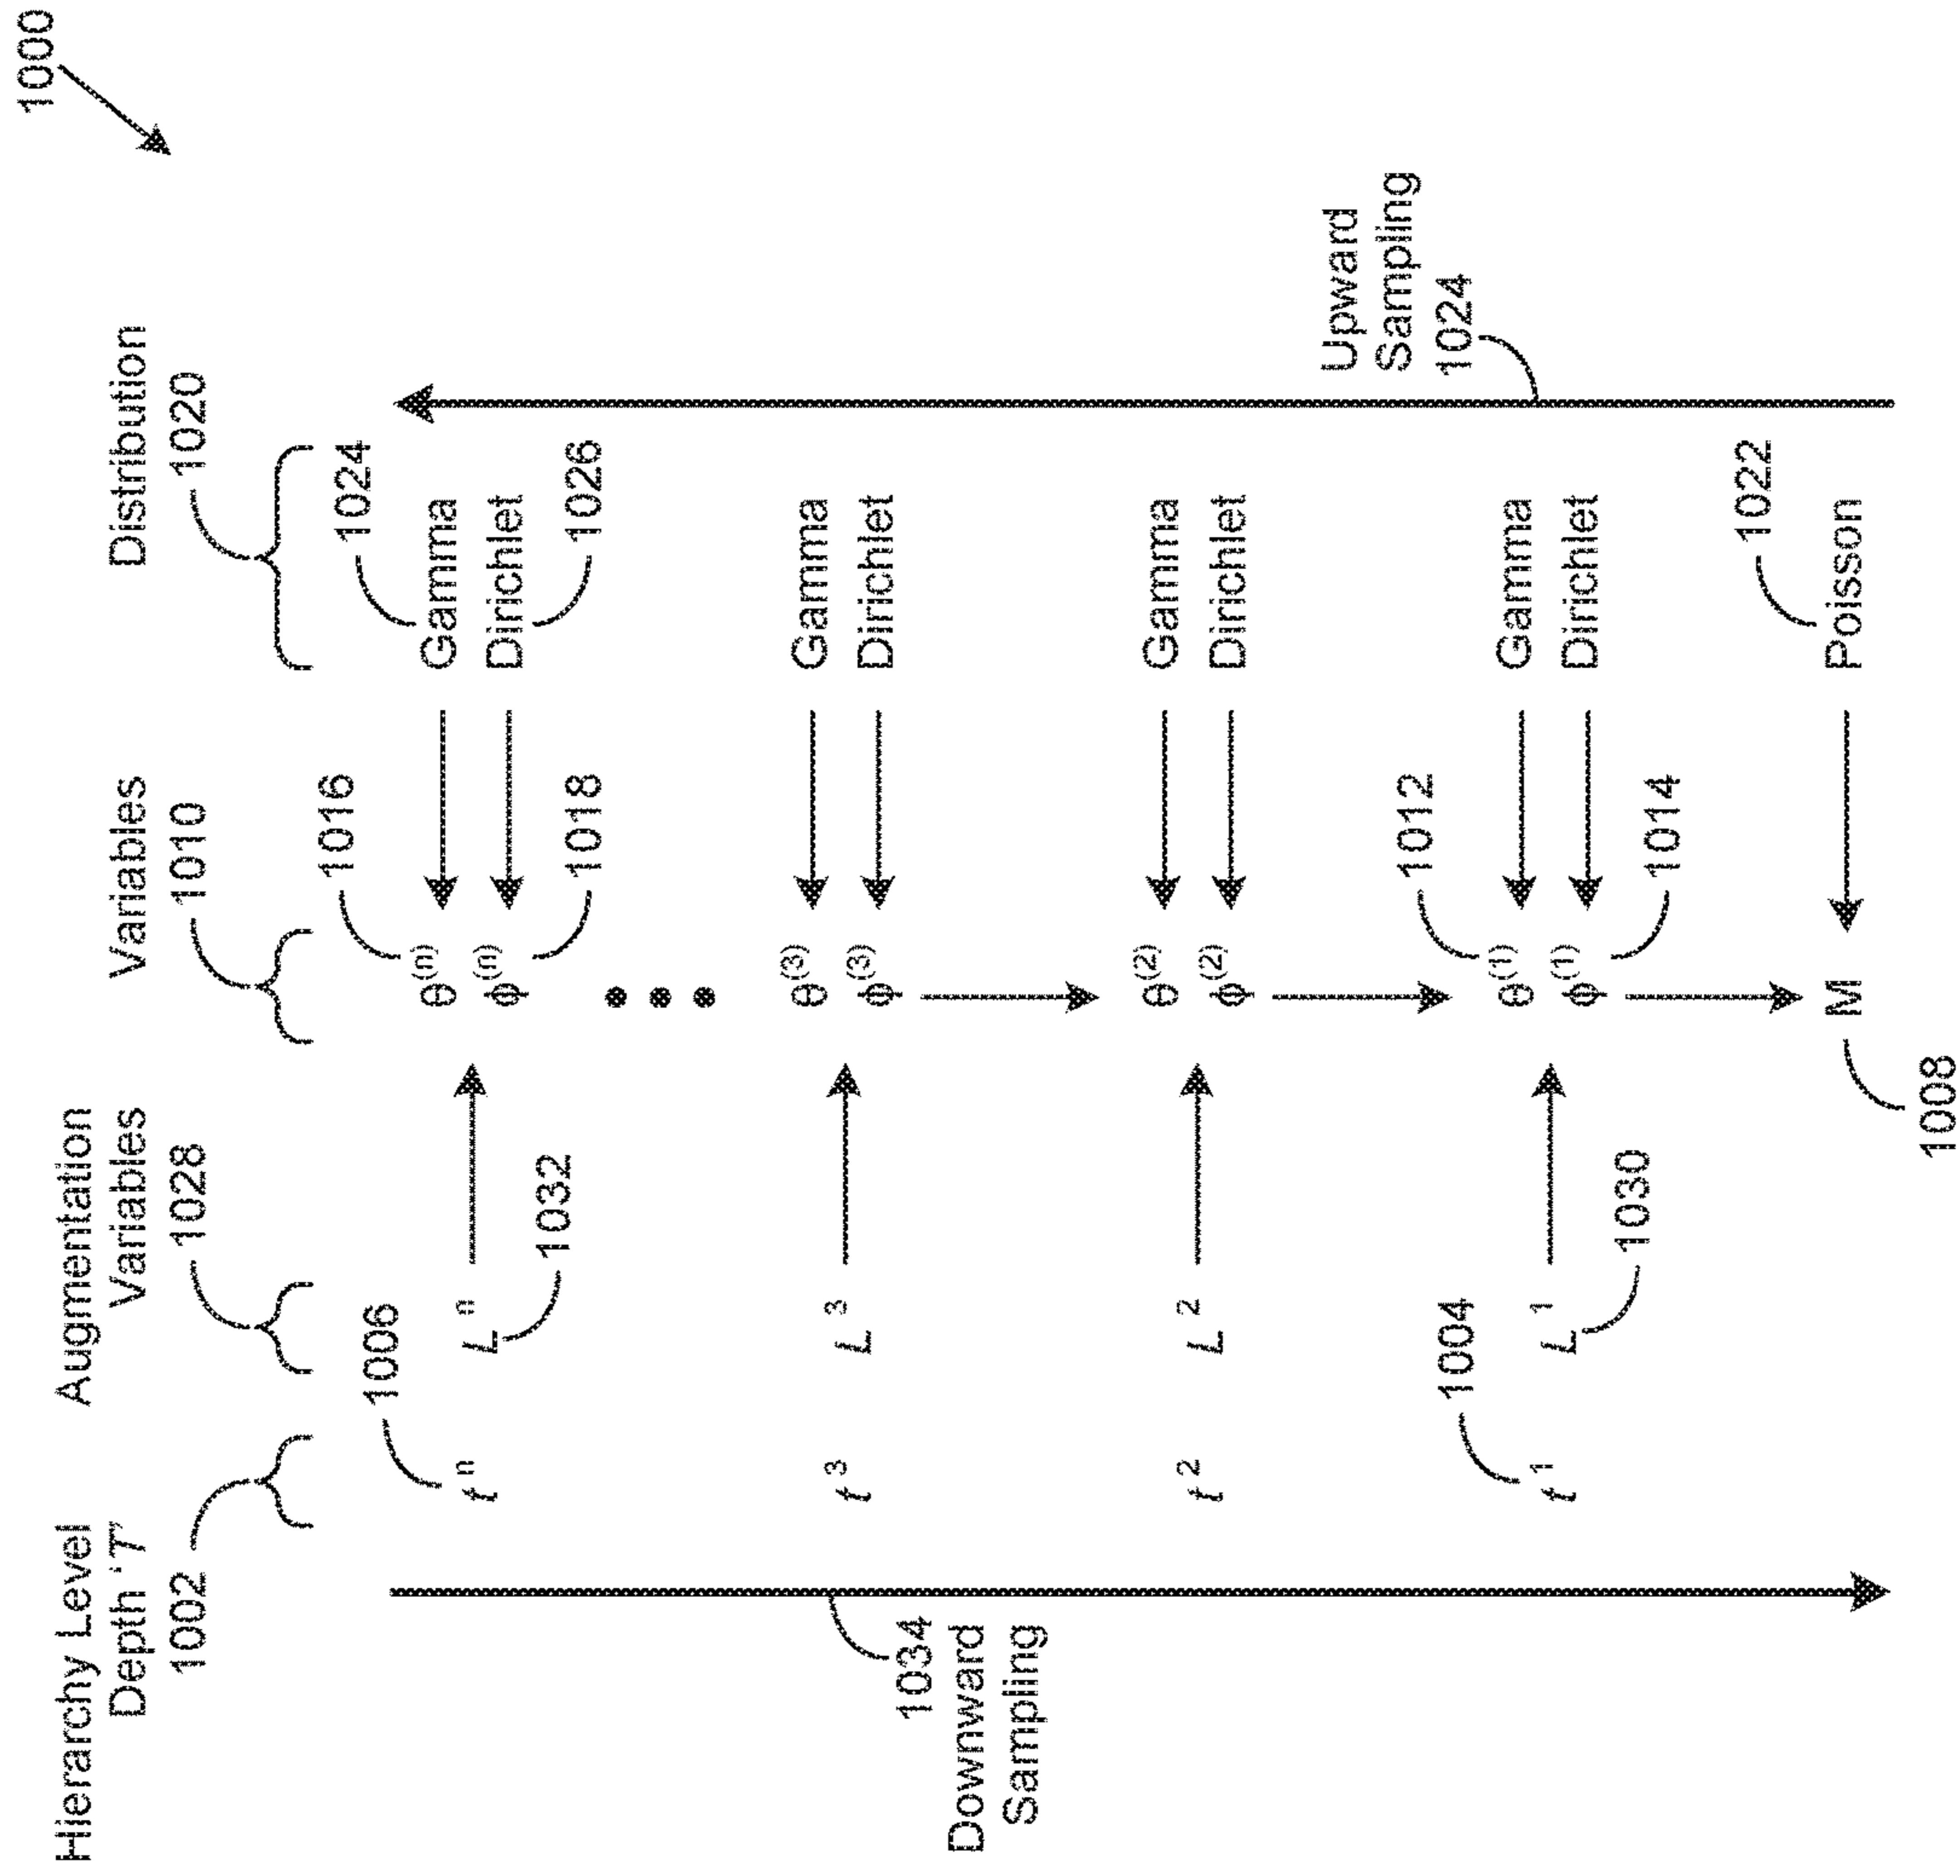 1000
Hierarchy Level
Depth 'T'
1002
Augmentation
Variables
1028
Variables
1010
Distribution
1020
1006
t n
L n
1032
1016
θ(n)
ϕ(n)
1018
1024
Gamma
Dirichlet
1026
t 3
L 3
θ(3)
ϕ(3)
Gamma
Dirichlet
1034
Downward
Sampling
t 2
L 2
θ(2)
ϕ(2)
Gamma
Dirichlet
Upward
Sampling
1024
1004
t 1
L 1
1030
1012
θ(1)
ϕ(1)
1014
Gamma
Dirichlet
M
1008
1022
Poisson